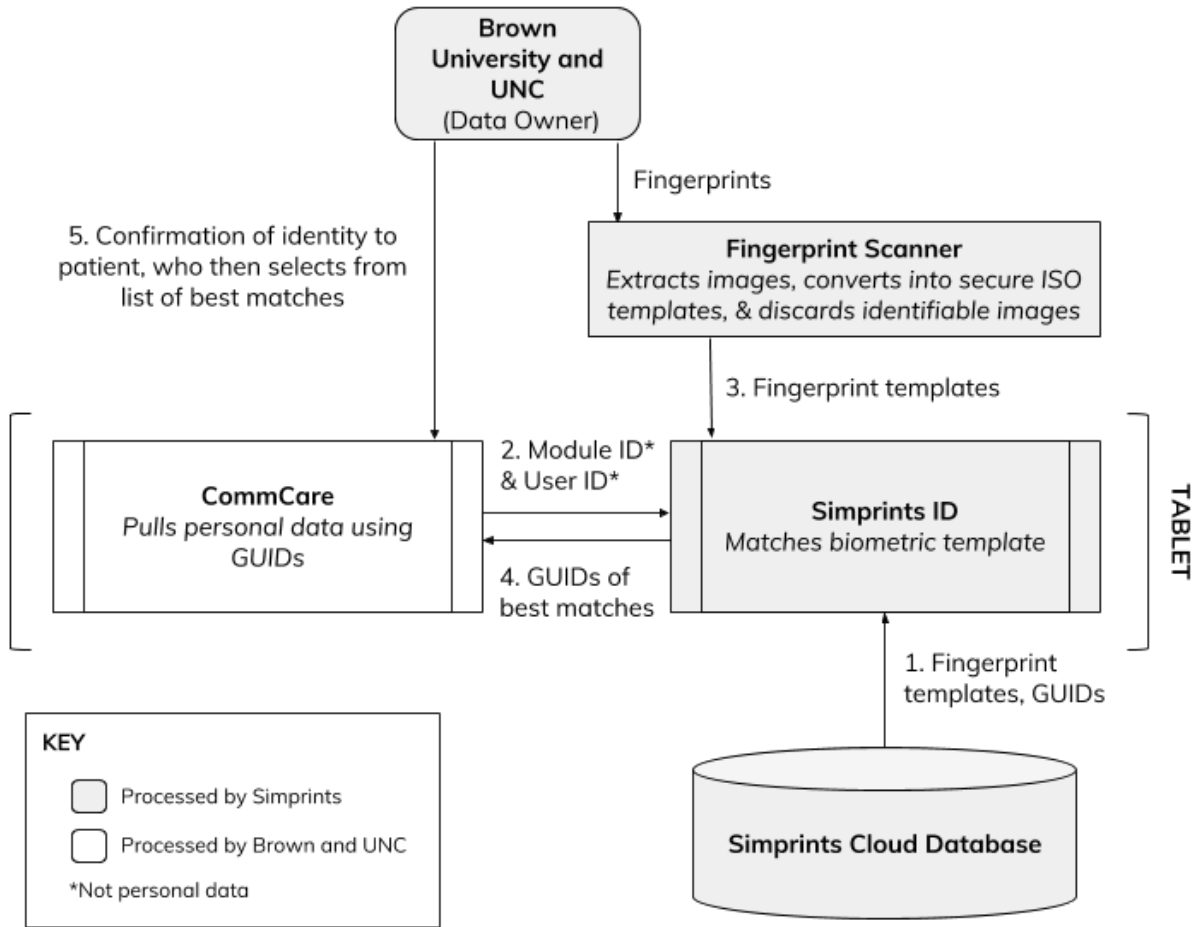 Brown
University and
UNC
(Data Owner)
Fingerprints
5. Confirmation of identity to
patient, who then selects from
list of best matches
Fingerprint Scanner
Extracts images, converts into secure ISO
templates, & discards identifiable images
3. Fingerprint templates
CommCare
Pulls personal data using
GUIDs
2. Module ID*
& User ID*
4. GUIDs of
best matches
Simprints ID
Matches biometric template
TABLET
1. Fingerprint
templates, GUIDs
Simprints Cloud Database
KEY
Processed by Simprints
Processed by Brown and UNC
*Not personal data